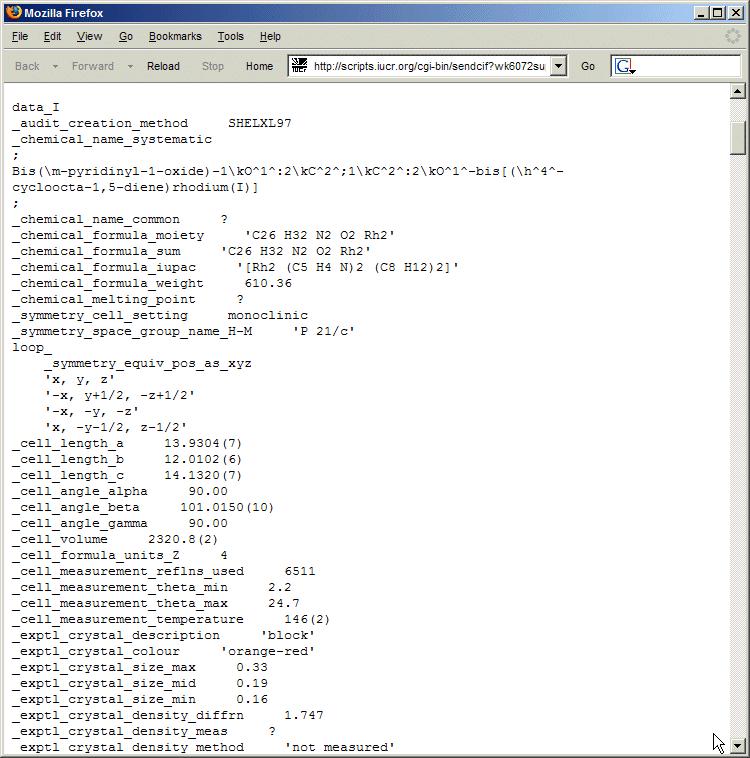 Mozilla Firefox
File Edit View Go Bookmarks Tools Help
Back Forward Reload Stop Home http://scripts.iucr.org/cgi-bin/sendcif?wk6072su Go G
data_I
_audit_creation_method SHELXL97
_chemical_name_systematic
;
Bis(\m-pyridinyl-1-oxide)-1\kO^1^:2\kC^2^;1\kC^2^:2\kO^1^-bis[(\h^4^-
cycloocta-1,5-diene)rhodium(I)]
;
_chemical_name_common ?
_chemical_formula_moiety 'C26 H32 N2 O2 Rh2'
_chemical_formula_sum 'C26 H32 N2 O2 Rh2'
_chemical_formula_iupac '[Rh2 (C5 H4 N)2 (C8 H12)2]'
_chemical_formula_weight 610.36
_chemical_melting_point ?
_symmetry_cell_setting monoclinic
_symmetry_space_group_name_H-M 'P 21/c'
loop_
_symmetry_equiv_pos_as_xyz
'x, y, z'
'-x, y+1/2, -z+1/2'
'-x, -y, -z'
'x, -y-1/2, z-1/2'
_cell_length_a 13.9304(7)
_cell_length_b 12.0102(6)
_cell_length_c 14.1320(7)
_cell_angle_alpha 90.00
_cell_angle_beta 101.0150(10)
_cell_angle_gamma 90.00
_cell_volume 2320.8(2)
_cell_formula_units_Z 4
_cell_measurement_reflns_used 6511
_cell_measurement_theta_min 2.2
_cell_measurement_theta_max 24.7
_cell_measurement_temperature 146(2)
_exptl_crystal_description 'block'
_exptl_crystal_colour 'orange-red'
_exptl_crystal_size_max 0.33
_exptl_crystal_size_mid 0.19
_exptl_crystal_size_min 0.16
_exptl_crystal_density_diffrn 1.747
_exptl_crystal_density_meas ?
_exptl_crystal_density_method 'not measured'